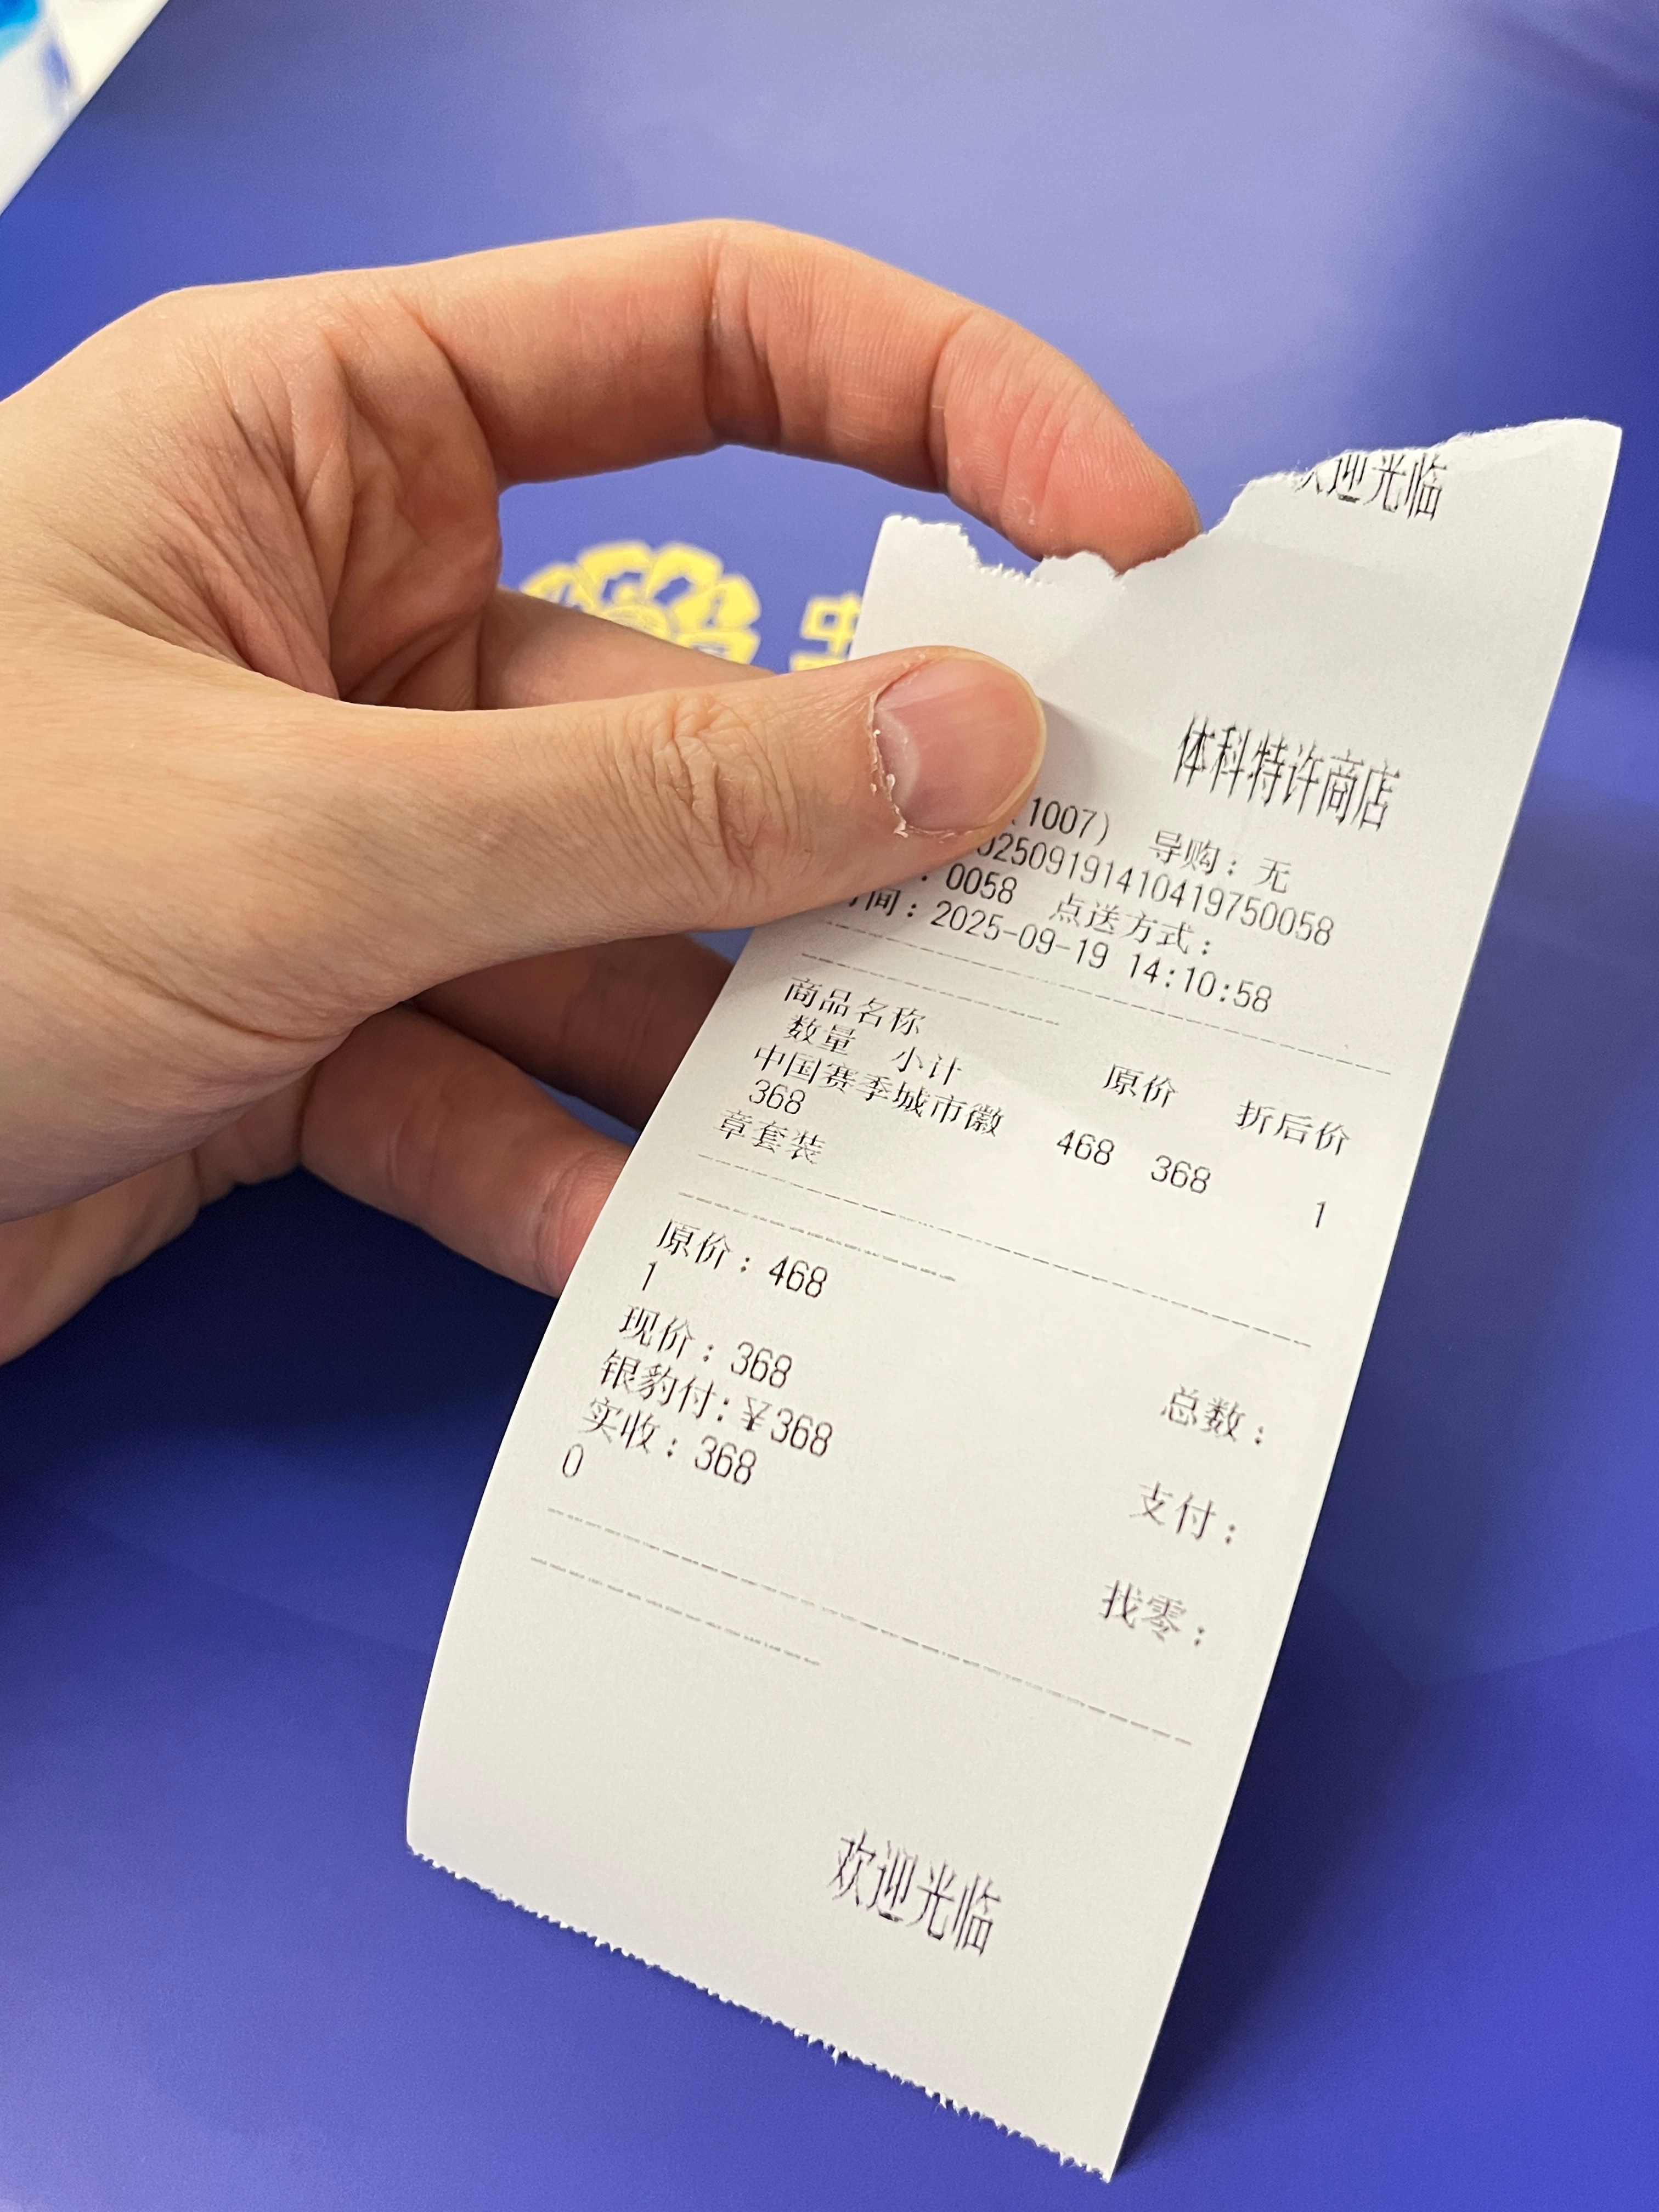 迎光临
体科特许商店
(1007) 导购：无
02509191410419750058
：0058 点送方式：
时间：2025-09-19 14:10:58
商品名称 原价 折后价
数量 小计
中国赛季城市徽 468 368 1
368
章套装
原价：468 总数：
1
现价：368
银豹付:¥368 支付：
实收：368 找零：
0
欢迎光临
中